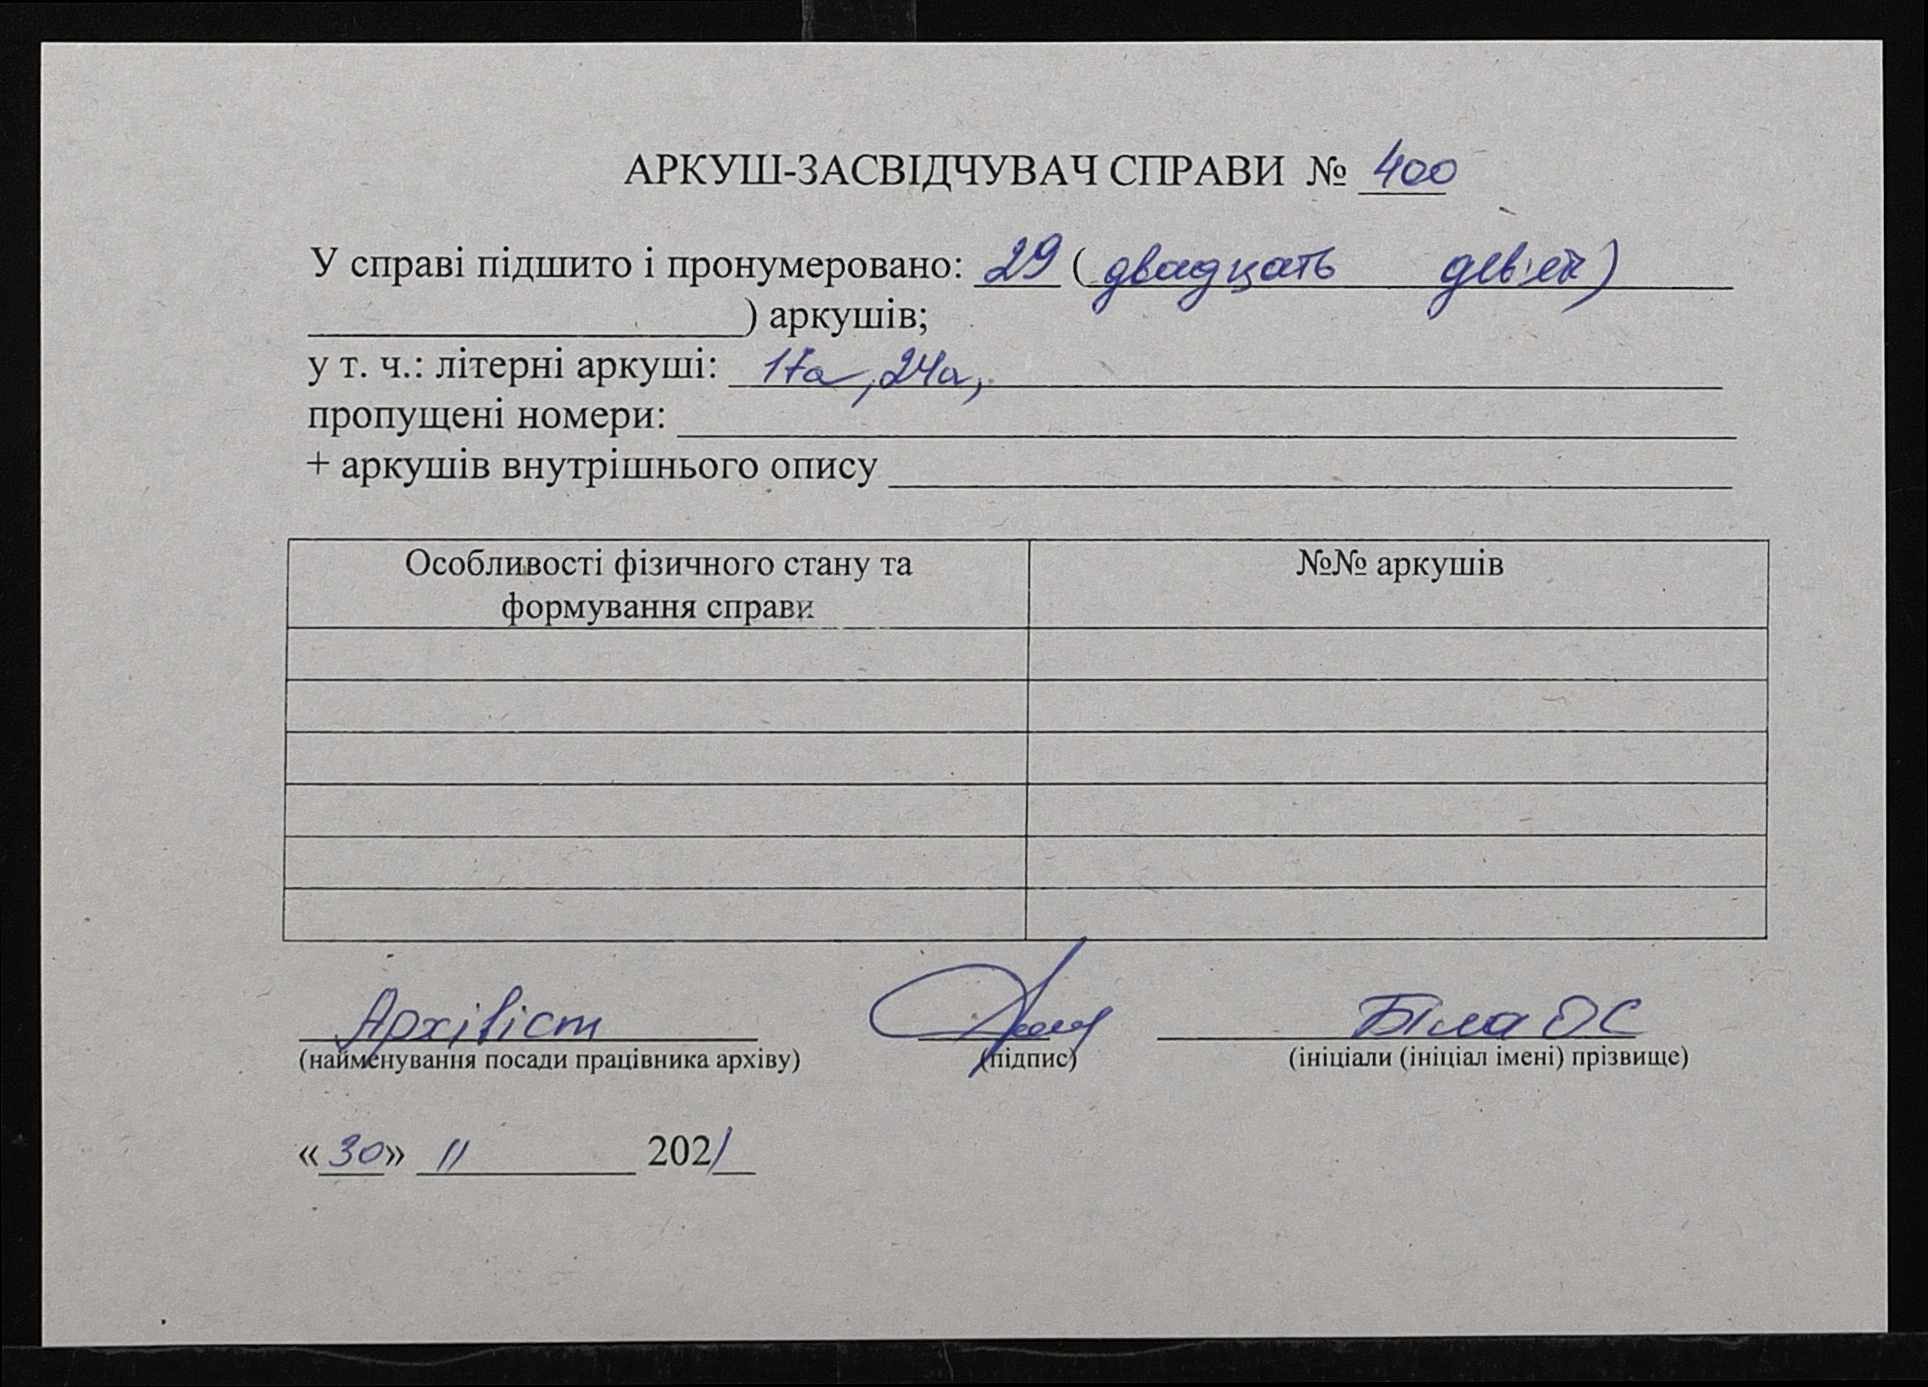 АРКУШ-ЗАСВІДЧУВАЧ СПРАВИ № 400
У справі підшито і пронумеровано: 29 (двадцать дев'ять)
) аркушів;
у т. ч.: літерні аркуші: 17а, 24а,
пропущені номери:
+ аркушів внутрішнього опису
Особливості фізичного стану та №№ аркушів
формування справи
Архівіст Біла ОС
(найменування посади працівника архіву) (підпис) (ініціали (ініціал імені) прізвище)
«30» 11 2021